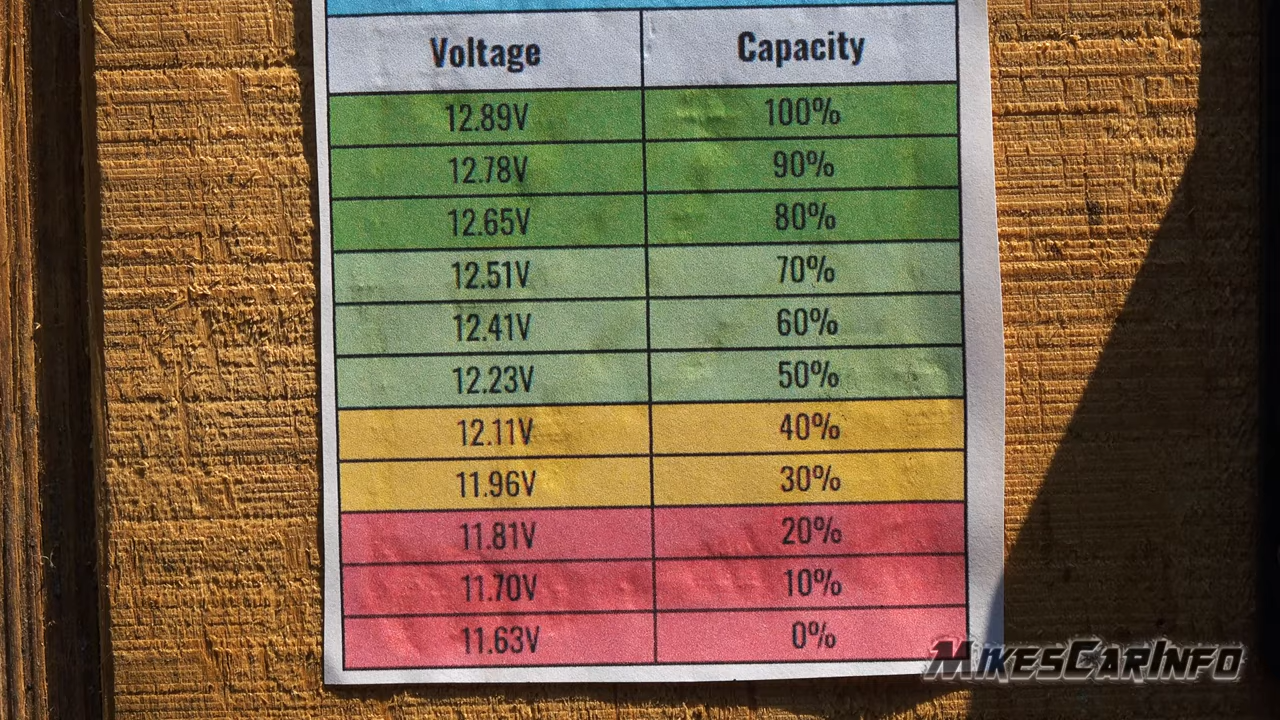 Voltage Capacity
12.89V 100%
12.78V 90%
12.65V 80%
12.51V 70%
12.41V 60%
12.23V 50%
12.11V 40%
11.96V 30%
11.81V 20%
11.70V 10%
11.63V 0%
MIKESCARINFO